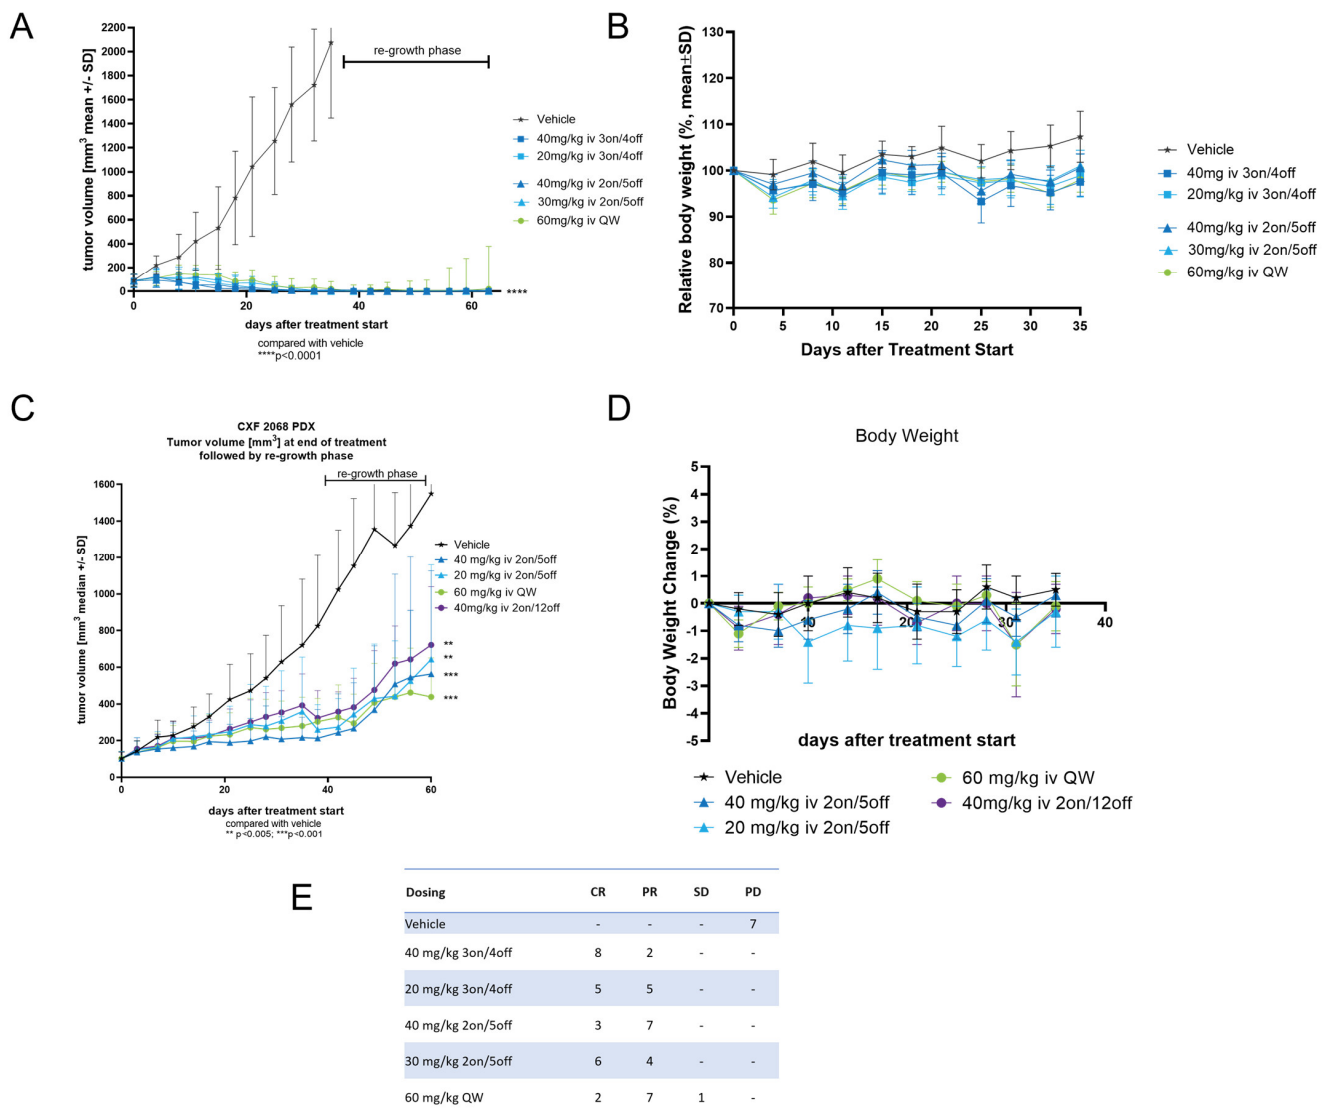 A
tumor volume [mm³ mean +/- SD]
2200
2000
1800
1600
1400
1200
1000
800
600
400
200
0
0
20
40
60
re-growth phase
Vehicle
40mg/kg iv 3on/4off
20mg/kg iv 3on/4off
40mg/kg iv 2on/5off
30mg/kg iv 2on/5off
60mg/kg iv QW
****
days after treatment start
compared with vehicle
****p<0.0001
B
Relative body weight (%, mean±SD)
130
120
110
100
90
80
70
0
5
10
15
20
25
30
35
Days after Treatment Start
Vehicle
40mg iv 3on/4off
20mg/kg iv 3on/4off
40mg/kg iv 2on/5off
30mg/kg iv 2on/5off
60mg/kg iv QW
C
CXF 2068 PDX
Tumor volume [mm³] at end of treatment
followed by re-growth phase
re-growth phase
tumor volume [mm³ median +/- SD]
1600
1400
1200
1000
800
600
400
200
0
0
20
40
60
Vehicle
40 mg/kg iv 2on/5off
20 mg/kg iv 2on/5off
60 mg/kg iv QW
40mg/kg iv 2on/12off
**
**
***
***
days after treatment start
compared with vehicle
** p<0.005; ***p<0.001
D
Body Weight
Body Weight Change (%)
5
4
3
2
1
0
-1
-2
-3
-4
-5
10
20
30
40
days after treatment start
Vehicle
40 mg/kg iv 2on/5off
20 mg/kg iv 2on/5off
60 mg/kg iv QW
40mg/kg iv 2on/12off
E
Dosing CR PR SD PD
Vehicle - - - 7
40 mg/kg 3on/4off 8 2 - -
20 mg/kg 3on/4off 5 5 - -
40 mg/kg 2on/5off 3 7 - -
30 mg/kg 2on/5off 6 4 - -
60 mg/kg QW 2 7 1 -